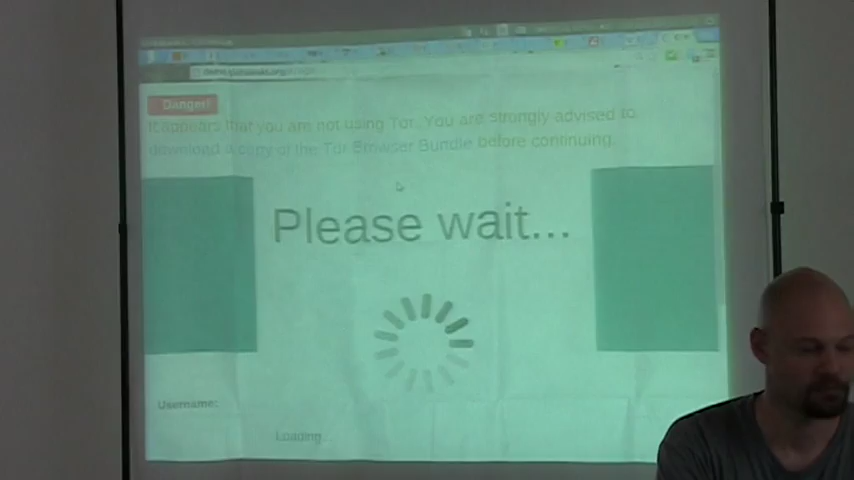 Danger!
It appears that you are not using Tor. You are strongly advised to
download a copy of the Tor Browser Bundle before continuing.
Please wait...
Username:
Loading...